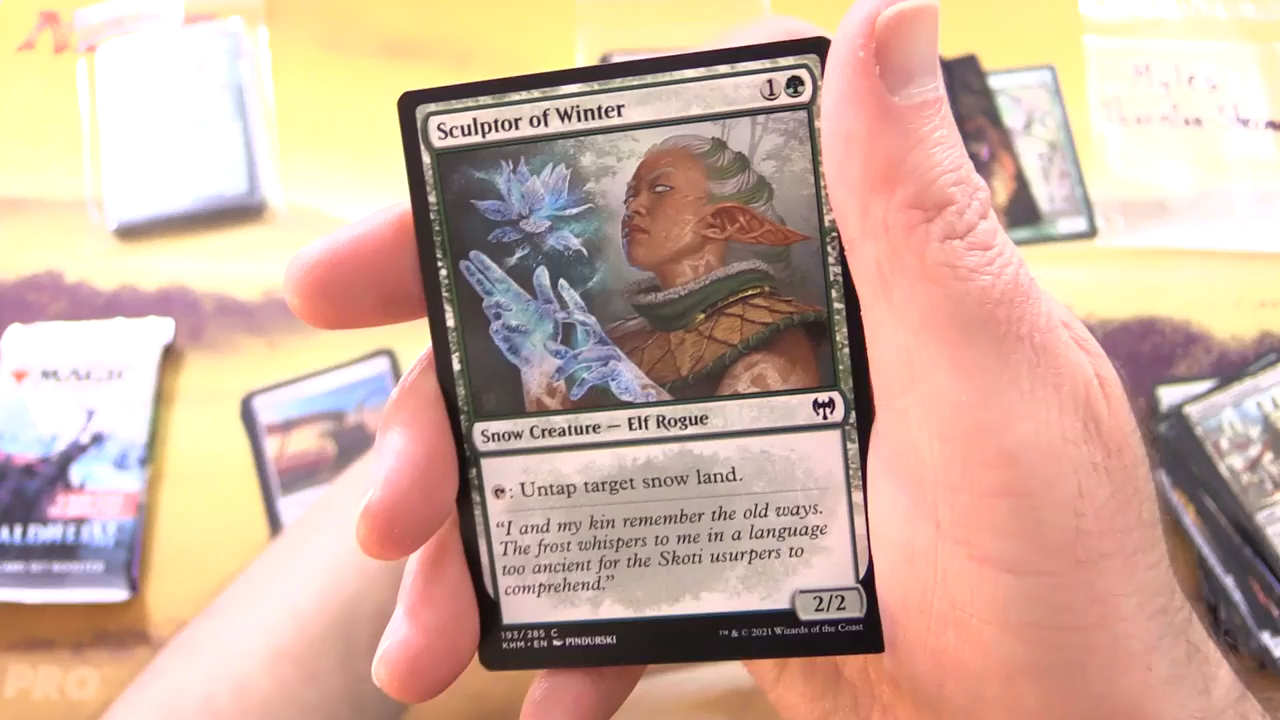 Sculptor of Winter
1
Snow Creature — Elf Rogue
: Untap target snow land.
“I and my kin remember the old ways.
The frost whispers to me in a language
too ancient for the Skoti usurpers to
comprehend.”
2/2
193/285 C
KHM • EN PINDURSKI
™ & © 2021 Wizards of the Coast
MAGIC
PRO